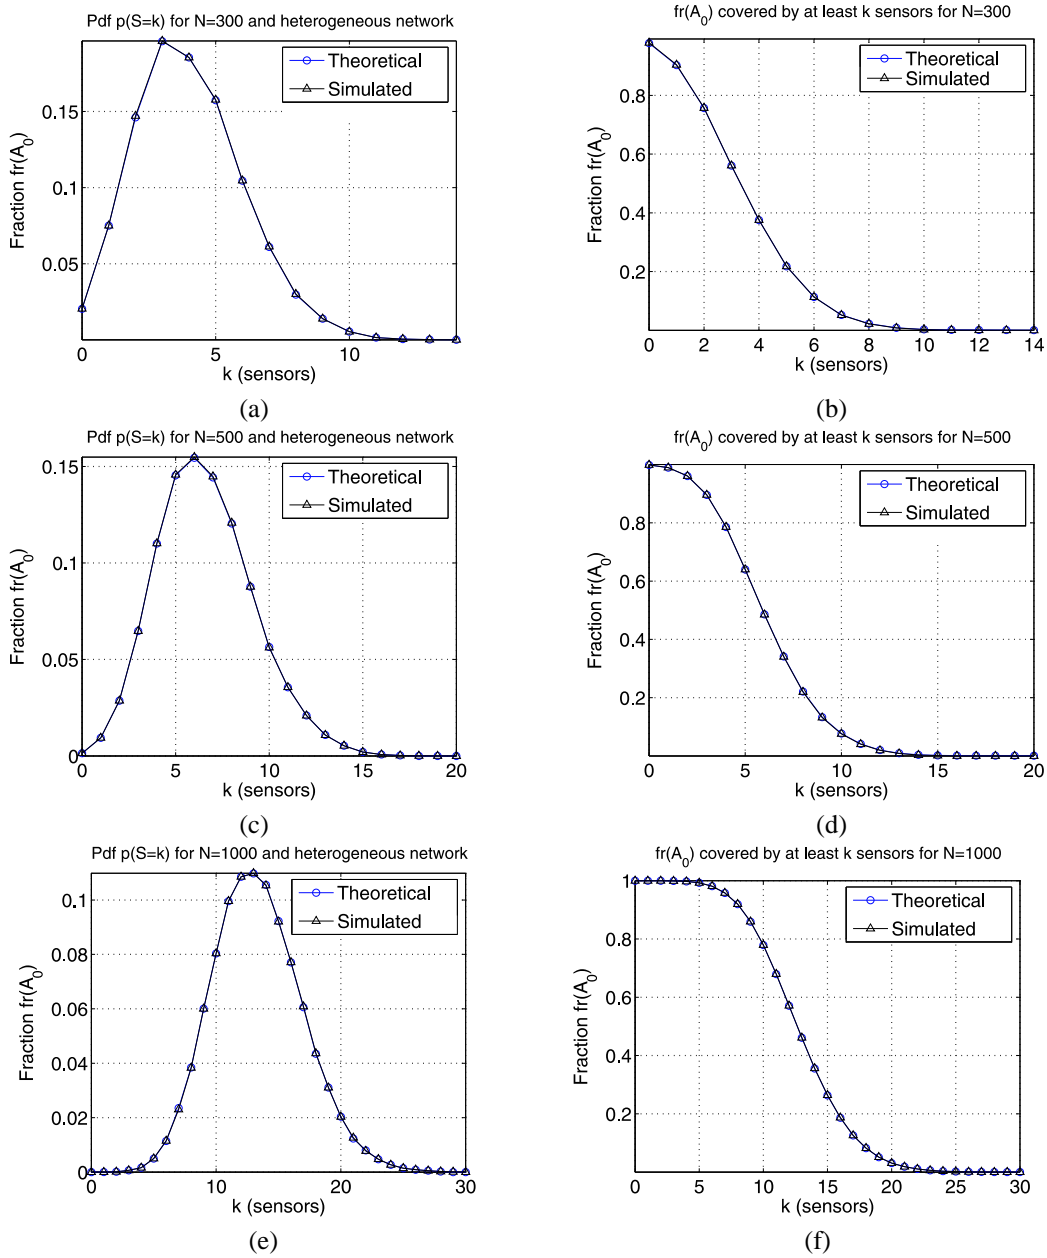 Pdf p(S=k) for N=300 and heterogeneous network
Theoretical
Simulated
Fraction fr(A0)
0.15
0.1
0.05
0
5
10
k (sensors)
(a)
fr(A0) covered by at least k sensors for N=300
Theoretical
Simulated
Fraction fr(A0)
0.8
0.6
0.4
0.2
0
2
4
6
8
10
12
14
k (sensors)
(b)
Pdf p(S=k) for N=500 and heterogeneous network
Theoretical
Simulated
Fraction fr(A0)
0.15
0.1
0.05
0
0
5
10
15
20
k (sensors)
(c)
fr(A0) covered by at least k sensors for N=500
Theoretical
Simulated
Fraction fr(A0)
0.8
0.6
0.4
0.2
0
5
10
15
20
k (sensors)
(d)
Pdf p(S=k) for N=1000 and heterogeneous network
Theoretical
Simulated
Fraction fr(A0)
0.1
0.08
0.06
0.04
0.02
0
0
10
20
30
k (sensors)
(e)
fr(A0) covered by at least k sensors for N=1000
Theoretical
Simulated
Fraction fr(A0)
1
0.8
0.6
0.4
0.2
0
5
10
15
20
25
30
k (sensors)
(f)